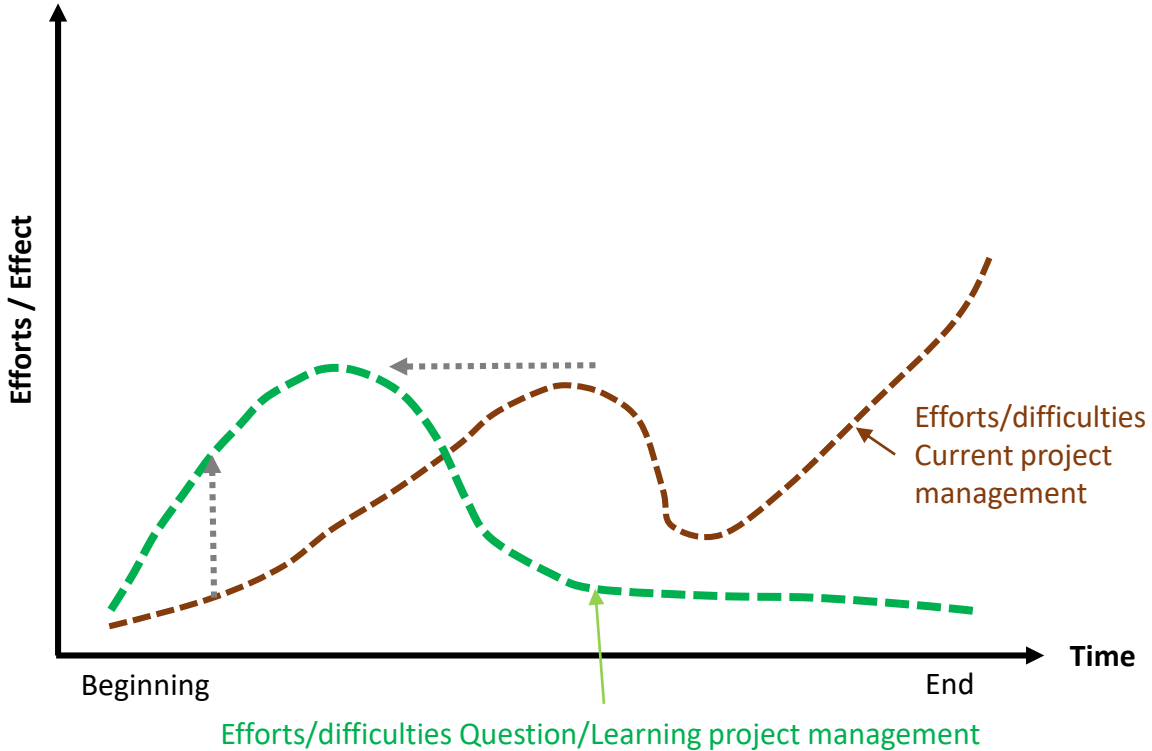 Efforts / Effect
Efforts/difficulties
Current project
management
Time
Beginning
End
Efforts/difficulties Question/Learning project management